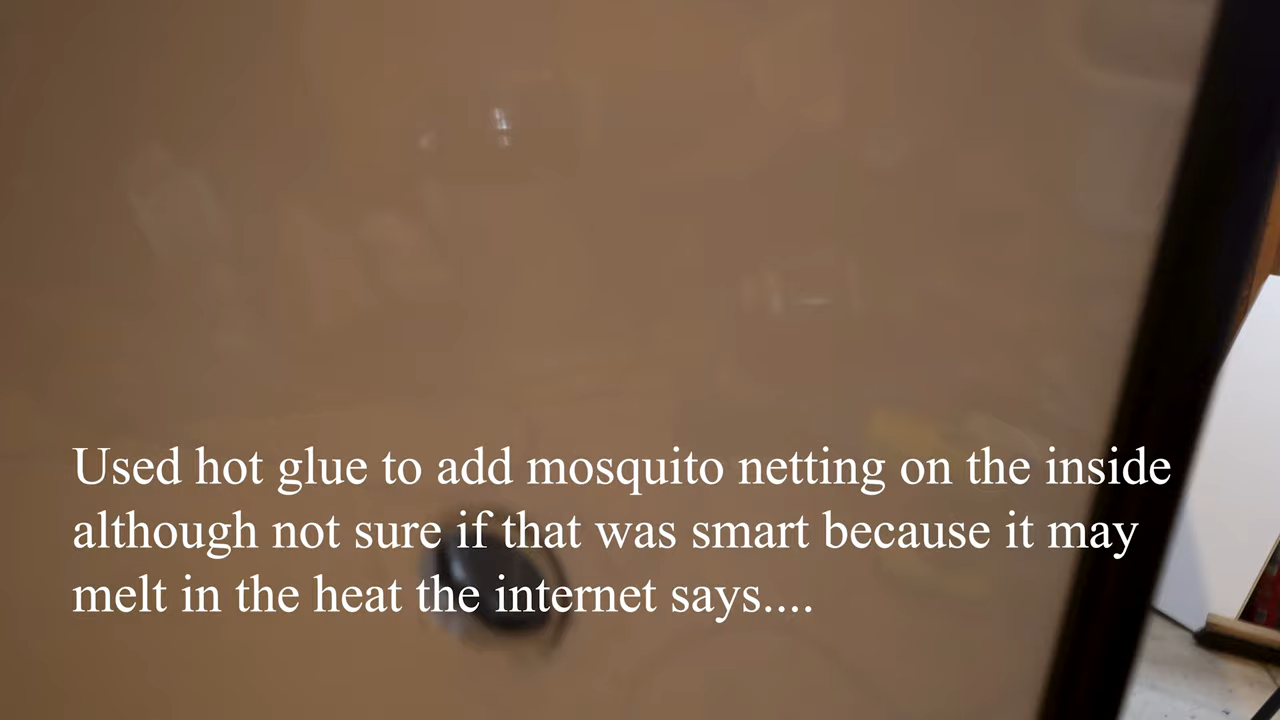 Used hot glue to add mosquito netting on the inside
although not sure if that was smart because it may
melt in the heat the internet says....